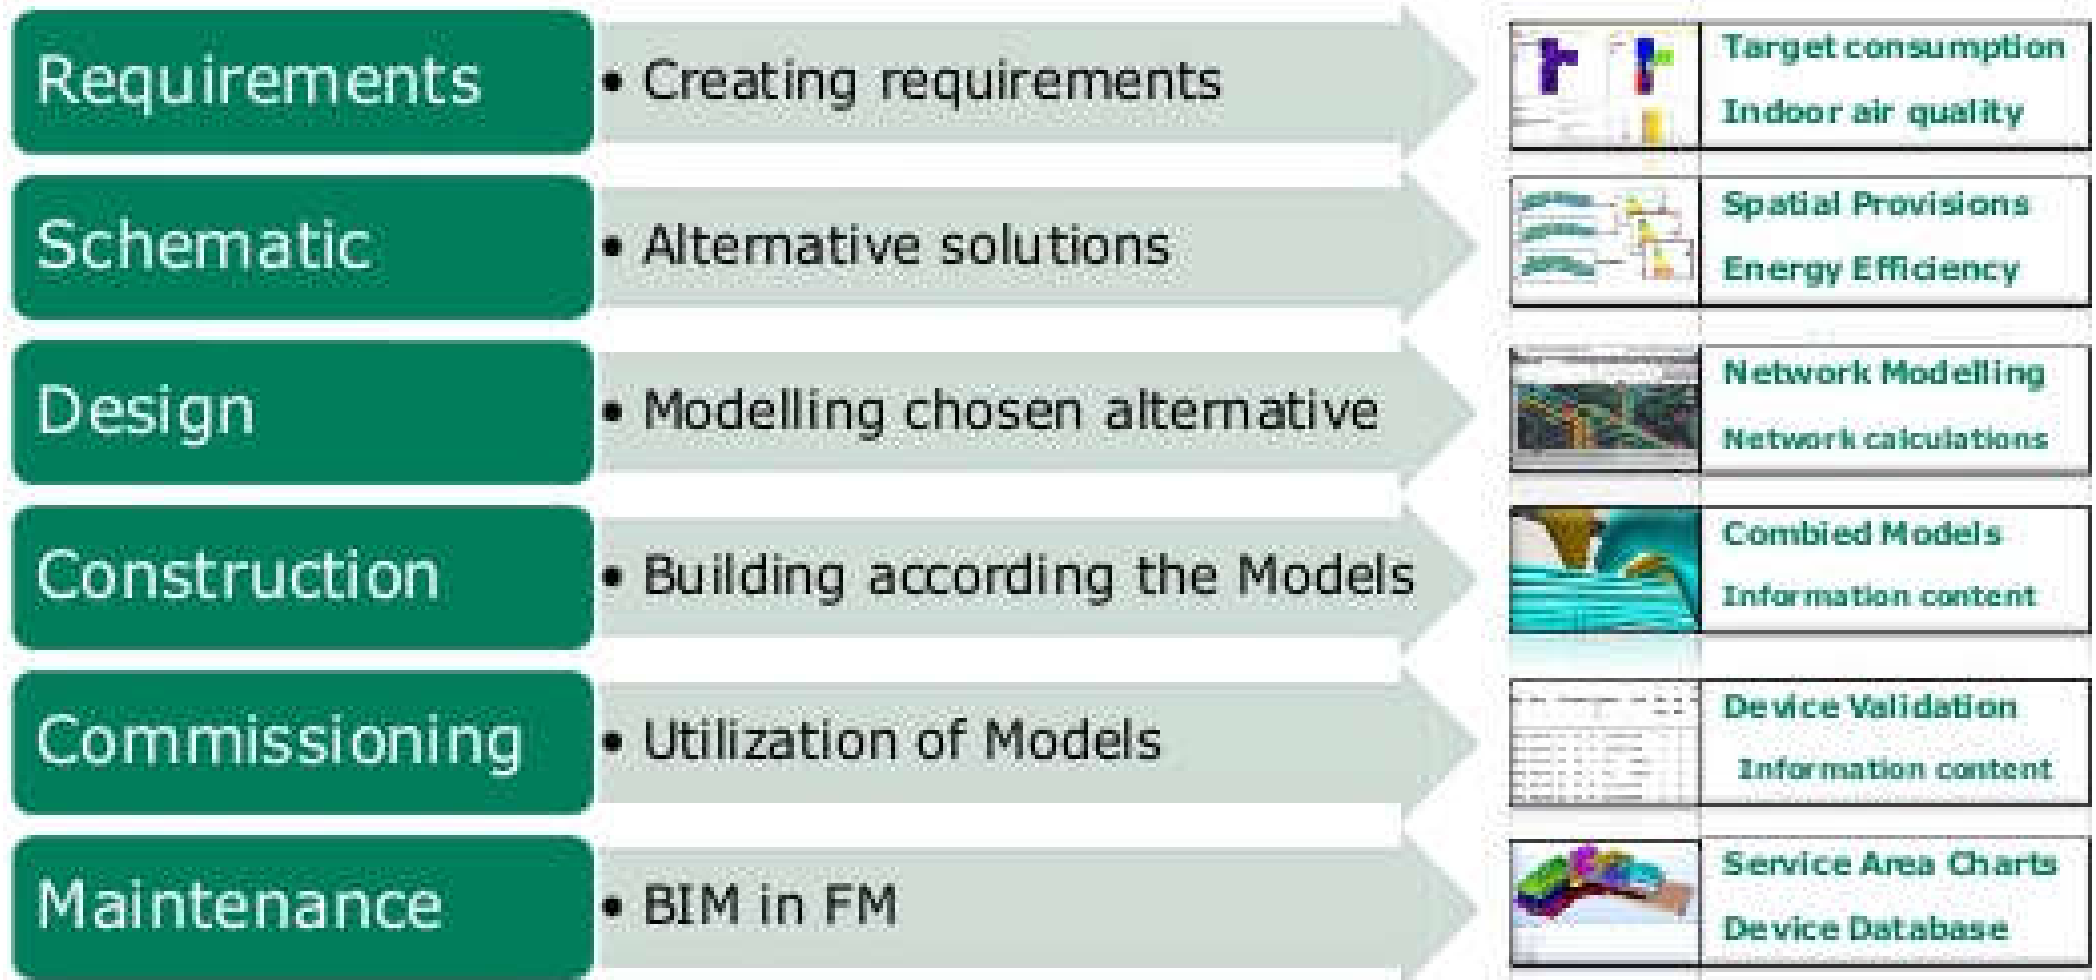 Requirements
• Creating requirements
Target consumption
Indoor air quality
Schematic
• Alternative solutions
Spatial Provisions
Energy Efficiency
Design
• Modelling chosen alternative
Network Modelling
Network calculations
Construction
• Building according the Models
Combied Models
Information content
Commissioning
• Utilization of Models
Device Validation
Information content
Maintenance
• BIM in FM
Service Area Charts
Device Database